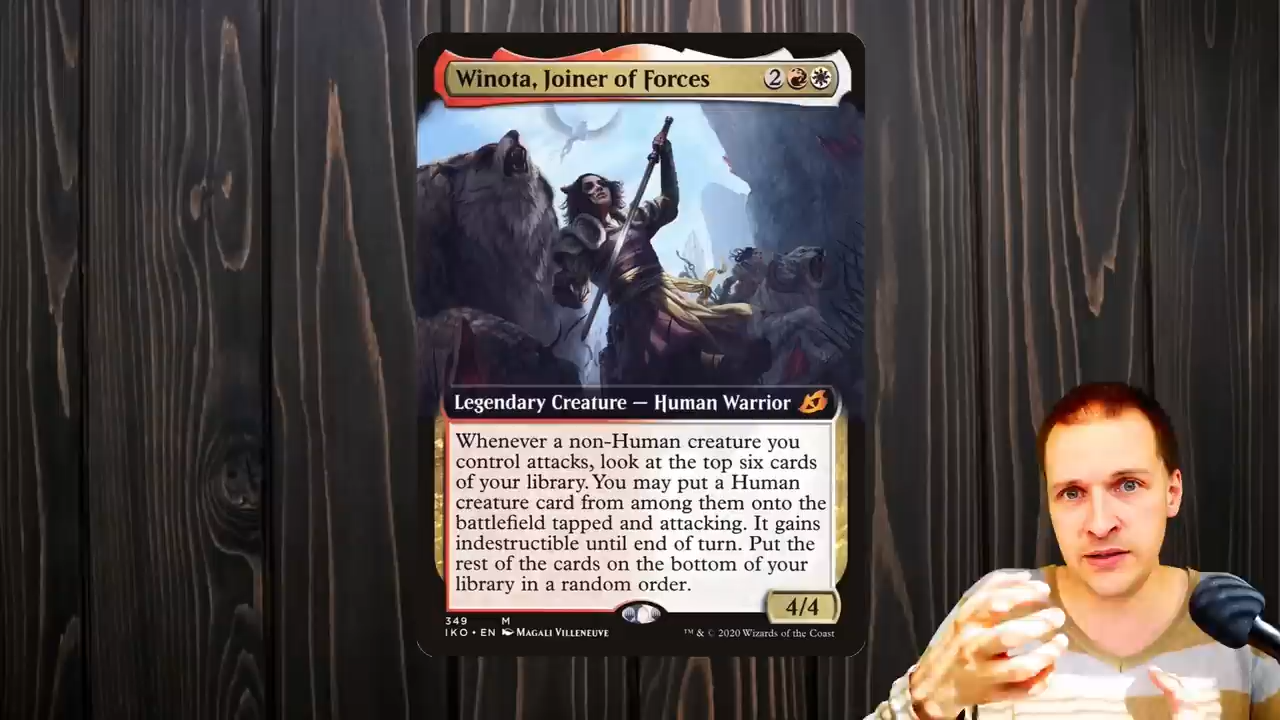 Winota, Joiner of Forces 2
Legendary Creature — Human Warrior
Whenever a non-Human creature you
control attacks, look at the top six cards
of your library. You may put a Human
creature card from among them onto the
battlefield tapped and attacking. It gains
indestructible until end of turn. Put the
rest of the cards on the bottom of your
library in a random order.
4/4
349 M
IKO • EN Magali Villeneuve ™ & © 2020 Wizards of the Coast